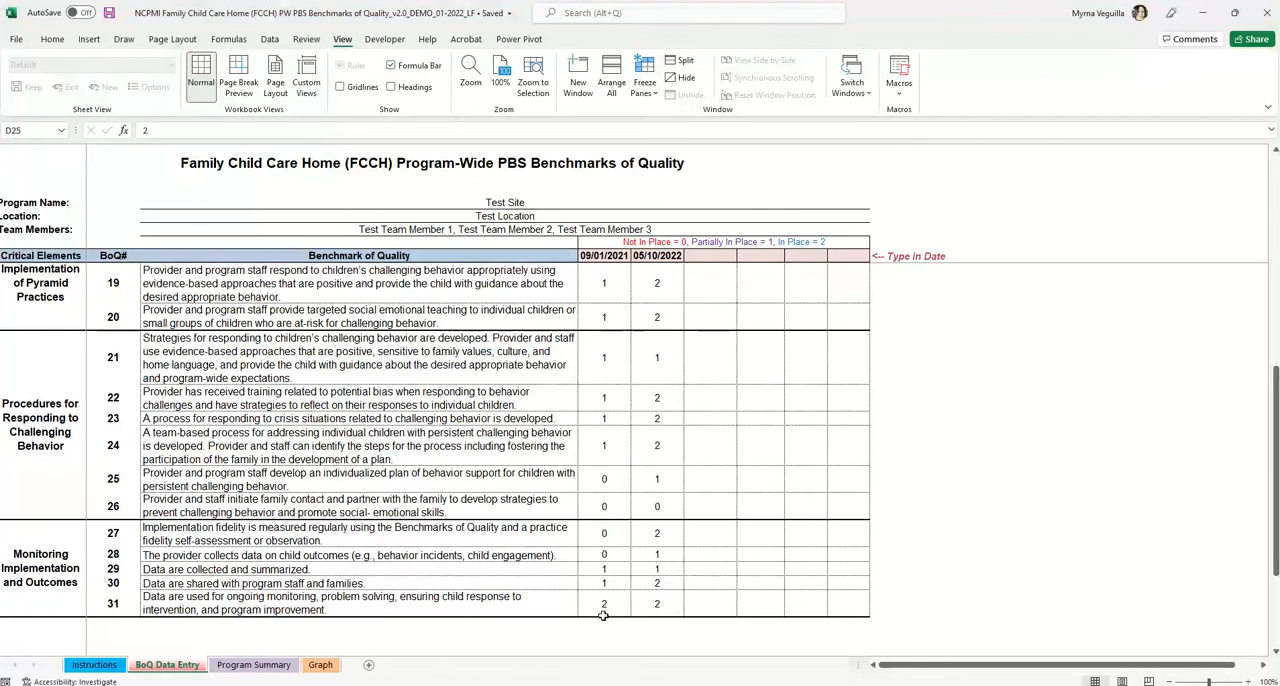 AutoSave Off NCPMI Family Child Care Home (FCCH) PW PBS Benchmarks of Quality_v2.0_DEMO_01-2022_LF • Saved Search (Alt+Q) Myrna Veguilla
File Home Insert Draw Page Layout Formulas Data Review View Developer Help Acrobat Power Pivot Comments Share
Default
Keep Exit New Options
Sheet View
Normal Page Break Preview Page Layout Custom Views
Workbook Views
Ruler Formula Bar
Gridlines Headings
Show
Zoom 100% Zoom to Selection
Zoom
New Window Arrange All Freeze Panes
Split
Hide
Unhide
View Side by Side
Synchronous Scrolling
Reset Window Position
Switch Windows
Window
Macros
Macros
D25 fx 2
Family Child Care Home (FCCH) Program-Wide PBS Benchmarks of Quality
Program Name: Test Site
Location: Test Location
Team Members: Test Team Member 1, Test Team Member 2, Test Team Member 3
Not In Place = 0, Partially In Place = 1, In Place = 2
Critical Elements BoQ# Benchmark of Quality 09/01/2021 05/10/2022 <-- Type in Date
Implementation
of Pyramid
Practices
19 Provider and program staff respond to children's challenging behavior appropriately using
evidence-based approaches that are positive and provide the child with guidance about the
desired appropriate behavior. 1 2
20 Provider and program staff provide targeted social emotional teaching to individual children or
small groups of children who are at-risk for challenging behavior. 1 2
Procedures for
Responding to
Challenging
Behavior
21 Strategies for responding to children's challenging behavior are developed. Provider and staff
use evidence-based approaches that are positive, sensitive to family values, culture, and
home language, and provide the child with guidance about the desired appropriate behavior
and program-wide expectations. 1 1
22 Provider has received training related to potential bias when responding to behavior
challenges and have strategies to reflect on their responses to individual children. 1 2
23 A process for responding to crisis situations related to challenging behavior is developed. 1 2
24 A team-based process for addressing individual children with persistent challenging behavior
is developed. Provider and staff can identify the steps for the process including fostering the
participation of the family in the development of a plan. 1 2
25 Provider and program staff develop an individualized plan of behavior support for children with
persistent challenging behavior. 0 1
26 Provider and staff initiate family contact and partner with the family to develop strategies to
prevent challenging behavior and promote social- emotional skills. 0 0
Monitoring
Implementation
and Outcomes
27 Implementation fidelity is measured regularly using the Benchmarks of Quality and a practice
fidelity self-assessment or observation. 0 2
28 The provider collects data on child outcomes (e.g., behavior incidents, child engagement). 0 1
29 Data are collected and summarized. 1 1
30 Data are shared with program staff and families. 1 2
31 Data are used for ongoing monitoring, problem solving, ensuring child response to
intervention, and program improvement. 2 2
Instructions BoQ Data Entry Program Summary Graph
Accessibility: Investigate 100%